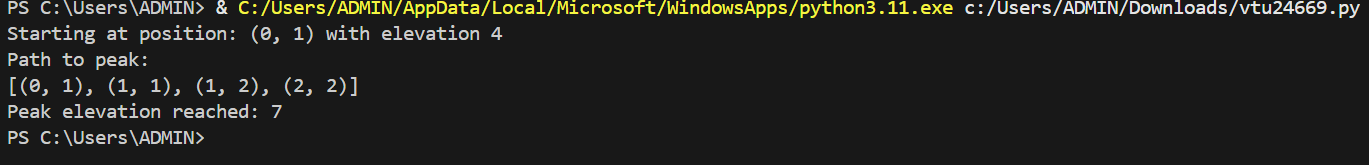 PS C:\Users\ADMIN> & C:/Users/ADMIN/AppData/Local/Microsoft/WindowsApps/python3.11.exe c:/Users/ADMIN/Downloads/vtu24669.py
Starting at position: (0, 1) with elevation 4
Path to peak:
[(0, 1), (1, 1), (1, 2), (2, 2)]
Peak elevation reached: 7
PS C:\Users\ADMIN>